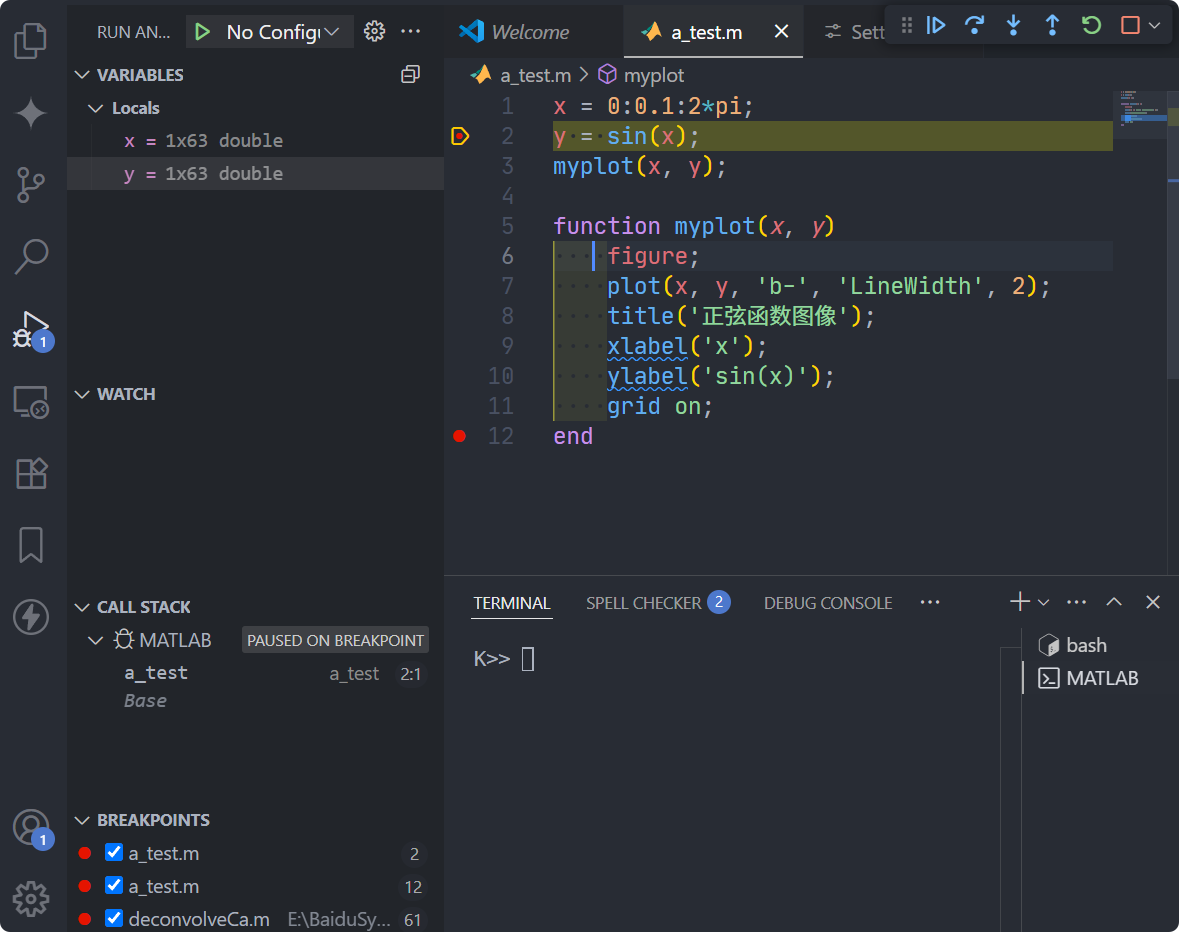 RUN AN...
No Config
VARIABLES
Locals
x = 1x63 double
y = 1x63 double
WATCH
CALL STACK
MATLAB PAUSED ON BREAKPOINT
a_test a_test 2:1
Base
BREAKPOINTS
a_test.m 2
a_test.m 12
deconvolveCa.m E:\BaiduSy... 61
1
1
Welcome a_test.m Sett
a_test.m > myplot
1 x = 0:0.1:2*pi;
2 y = sin(x);
3 myplot(x, y);
4
5 function myplot(x, y)
6 figure;
7 plot(x, y, 'b-', 'LineWidth', 2);
8 title('正弦函数图像');
9 xlabel('x');
10 ylabel('sin(x)');
11 grid on;
12 end
TERMINAL SPELL CHECKER 2 DEBUG CONSOLE
K>>
bash
MATLAB